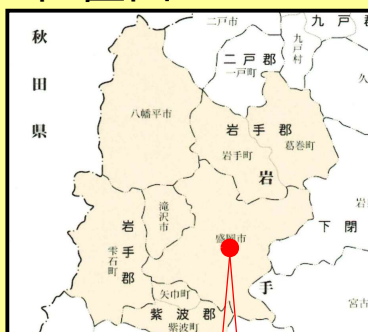 秋田県
二戸市
九戸
九戸村
二戸郡
一戸町
八幡平市
岩手郡
岩手町
葛巻町
岩
手
滝沢市
岩手郡
雫石町
盛岡市
下閉
宮古
矢巾町
紫波郡
紫波町